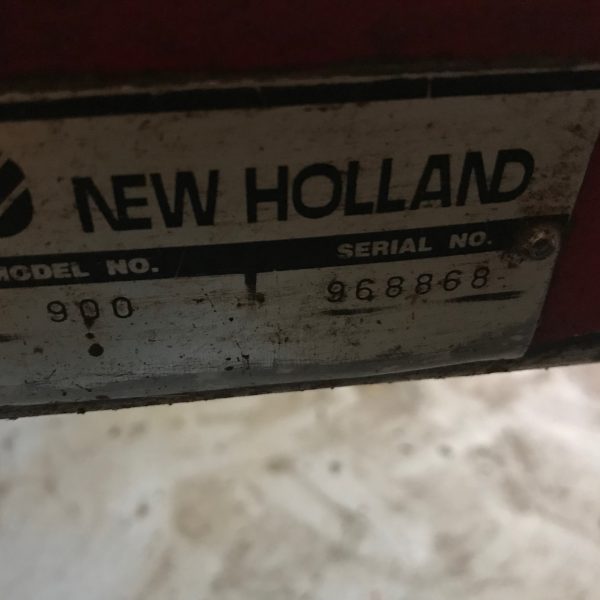 NEW HOLLAND
MODEL NO.
SERIAL NO.
900
968868